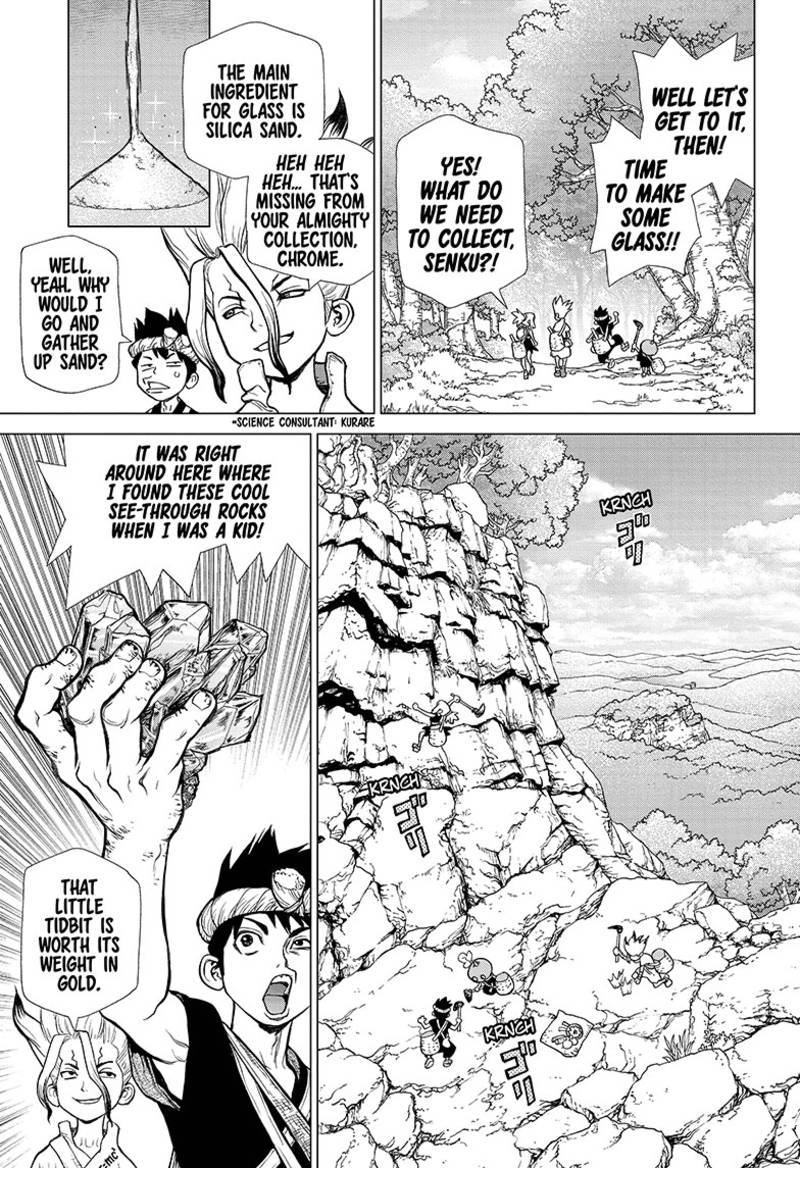 WELL LET'S
GET TO IT,
THEN!
TIME
TO MAKE
SOME
GLASS!!
YES!
WHAT DO
WE NEED
TO COLLECT,
SENKU?!
THE MAIN
INGREDIENT
FOR GLASS IS
SILICA SAND.
HEH HEH
HEH... THAT'S
MISSING FROM
YOUR ALMIGHTY
COLLECTION,
CHROME.
WELL,
YEAH. WHY
WOULD I
GO AND
GATHER
UP SAND?
=SCIENCE CONSULTANT: KURARE
KRNCH
ゴリ
KRNCH
ゴリ
KRNCH
ゴリ
IT WAS RIGHT
AROUND HERE WHERE
I FOUND THESE COOL
SEE-THROUGH ROCKS
WHEN I WAS A KID!
THAT
LITTLE
TIDBIT IS
WORTH ITS
WEIGHT IN
GOLD.